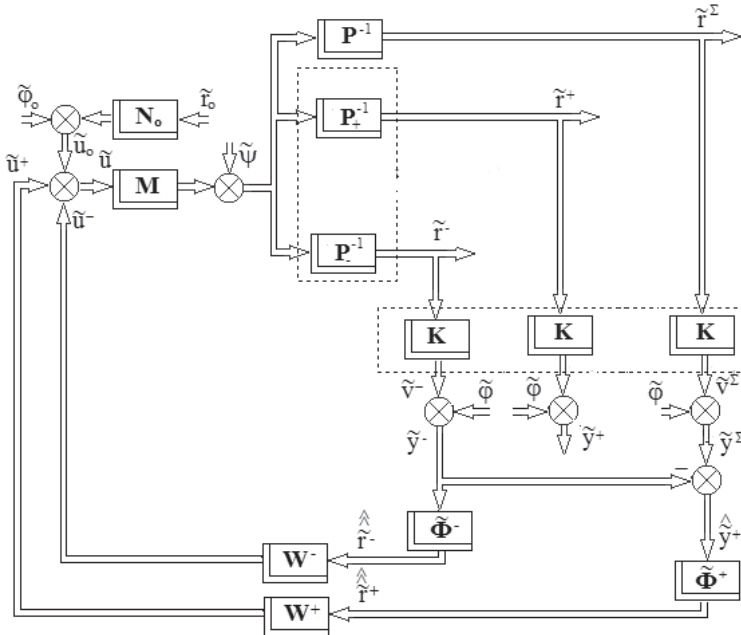 P⁻¹
r̃^Σ
φ̃ₒ
Nₒ
r̃ₒ
P₊⁻¹
r̃⁺
ũₒ
ψ̃
ũ⁺
ũ
M
ũ⁻
P₋⁻¹
r̃⁻
K
K
K
ṽ⁻
φ̃
φ̃
φ̃
ṽ^Σ
ỹ⁻
ỹ⁺
ỹ^Σ
−
Φ̃⁻
ŷ̃⁺
r̃̂̂⁻
W⁻
Φ̃⁺
r̃̂̂⁺
W⁺